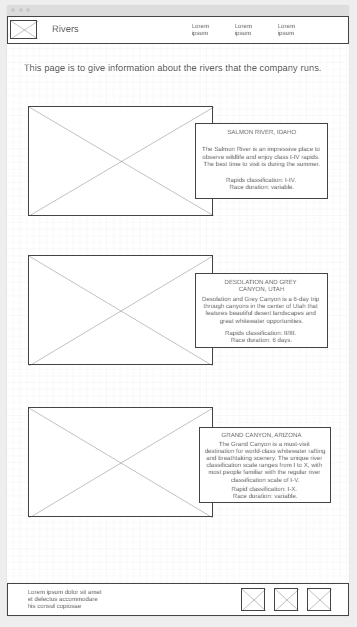 Rivers
Lorem
ipsum
Lorem
ipsum
Lorem
ipsum
This page is to give information about the rivers that the company runs.
SALMON RIVER, IDAHO
The Salmon River is an impressive place to
observe wildlife and enjoy class I-IV rapids.
The best time to visit is during the summer.
Rapids classification: I-IV.
Race duration: variable.
DESOLATION AND GREY
CANYON, UTAH
Desolation and Grey Canyon is a 6-day trip
through canyons in the center of Utah that
features beautiful desert landscapes and
great whitewater opportunities.
Rapids classification: II/III.
Race duration: 6 days.
GRAND CANYON, ARIZONA
The Grand Canyon is a must-visit
destination for world-class whitewater rafting
and breathtaking scenery. The unique river
classification scale ranges from I to X, with
most people familiar with the regular river
classification scale of I-V.
Rapid classification: I-X.
Race duration: variable.
Lorem ipsum dolor sit amet
et delectus accommodare
his consul copiosae